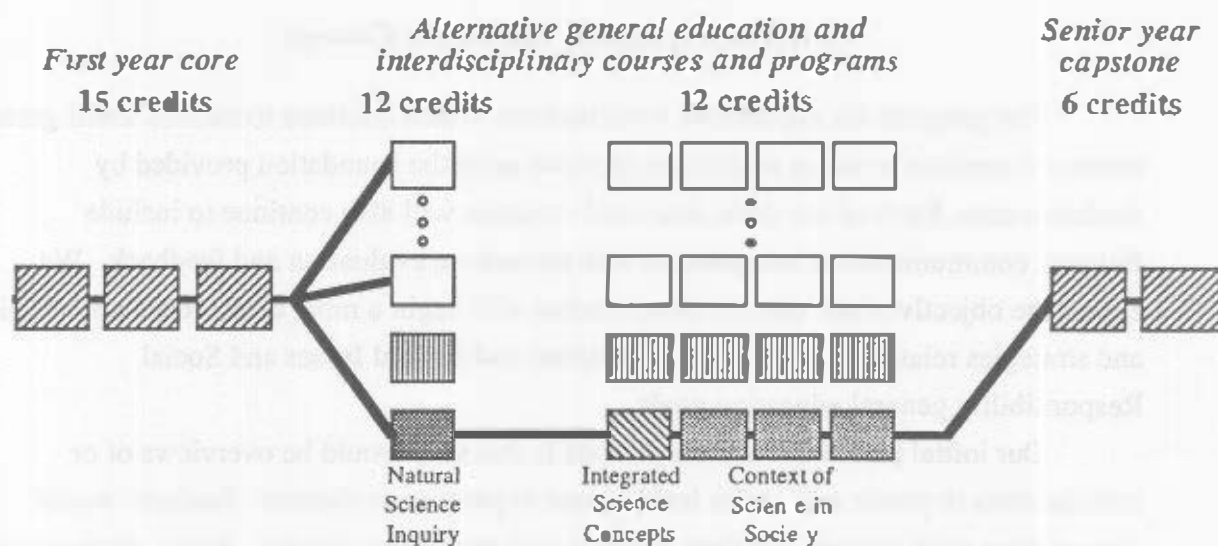 Alternative general education and
interdisciplinary courses and programs
First year core
Senior year
capstone
15 credits
12 credits
12 credits
6 credits
Natural
Science
Inquiry
Integrated
Science
Concepts
Context of
Scien e in
Socie y